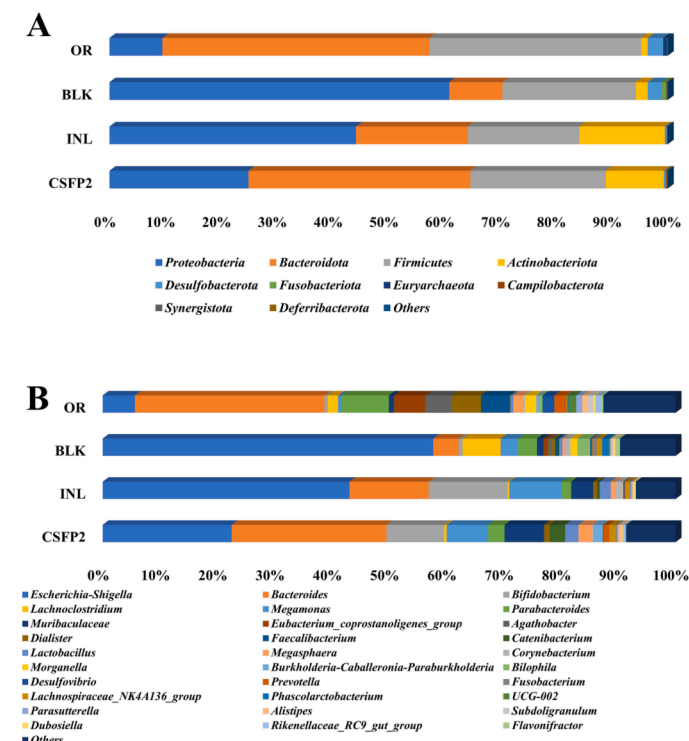 A
OR
BLK
INL
CSFP2
0% 10% 20% 30% 40% 50% 60% 70% 80% 90% 100%
Proteobacteria Bacteroidota Firmicutes Actinobacteriota
Desulfobacterota Fusobacteriota Euryarchaeota Campilobacterota
Synergistota Deferribacterota Others
B
OR
BLK
INL
CSFP2
0% 10% 20% 30% 40% 50% 60% 70% 80% 90% 100%
Escherichia-Shigella Bacteroides Bifidobacterium
Lachnoclostridium Megamonas Parabacteroides
Muribaculaceae Eubacterium_coprostanoligenes_group Agathobacter
Dialister Faecalibacterium Catenibacterium
Lactobacillus Megasphaera Corynebacterium
Morganella Burkholderia-Caballeronia-Paraburkholderia Bilophila
Desulfovibrio Prevotella Fusobacterium
Lachnospiraceae_NK4A136_group Phascolarctobacterium UCG-002
Parasutterella Alistipes Subdoligranulum
Dubosiella Rikenellaceae_RC9_gut_group Flavonifractor
Others